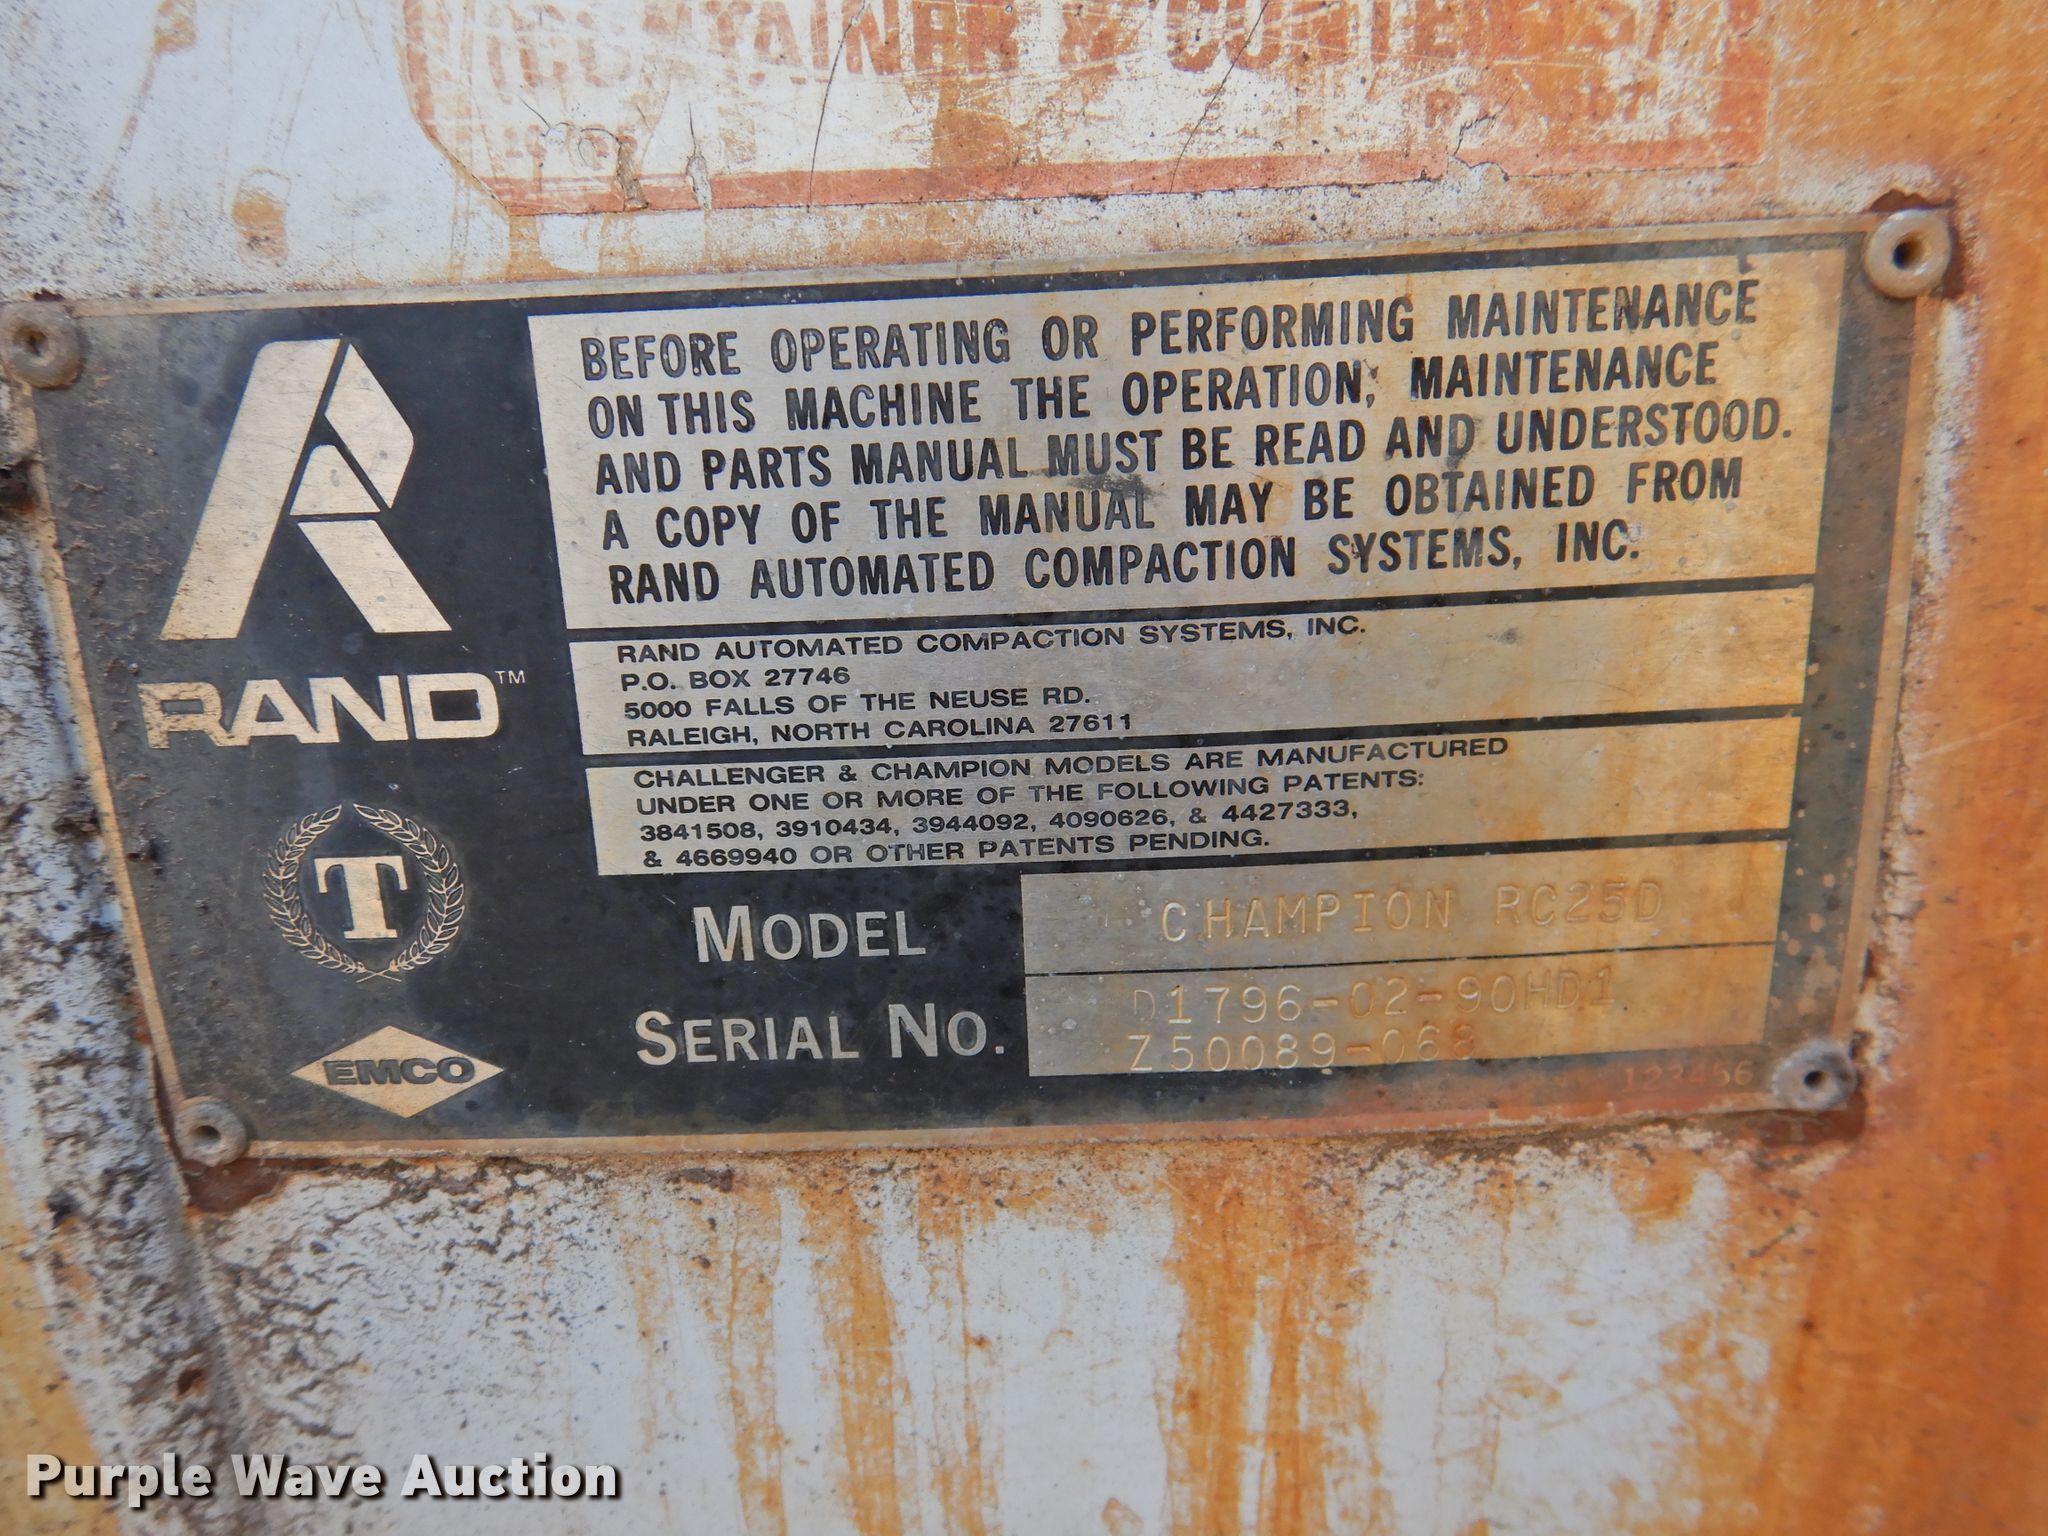 CONTAINER & CONTENTS
BEFORE OPERATING OR PERFORMING MAINTENANCE
ON THIS MACHINE THE OPERATION, MAINTENANCE
AND PARTS MANUAL MUST BE READ AND UNDERSTOOD.
A COPY OF THE MANUAL MAY BE OBTAINED FROM
RAND AUTOMATED COMPACTION SYSTEMS, INC.
RAND AUTOMATED COMPACTION SYSTEMS, INC.
P.O. BOX 27746
5000 FALLS OF THE NEUSE RD.
RALEIGH, NORTH CAROLINA 27611
CHALLENGER & CHAMPION MODELS ARE MANUFACTURED
UNDER ONE OR MORE OF THE FOLLOWING PATENTS:
3841508, 3910434, 3944092, 4090626, & 4427333,
& 4669940 OR OTHER PATENTS PENDING.
RAND™
T
EMCO
MODEL CHAMPION RC25D
SERIAL NO. D1796-02-90HD1
Z50089-068
123456
Purple Wave Auction